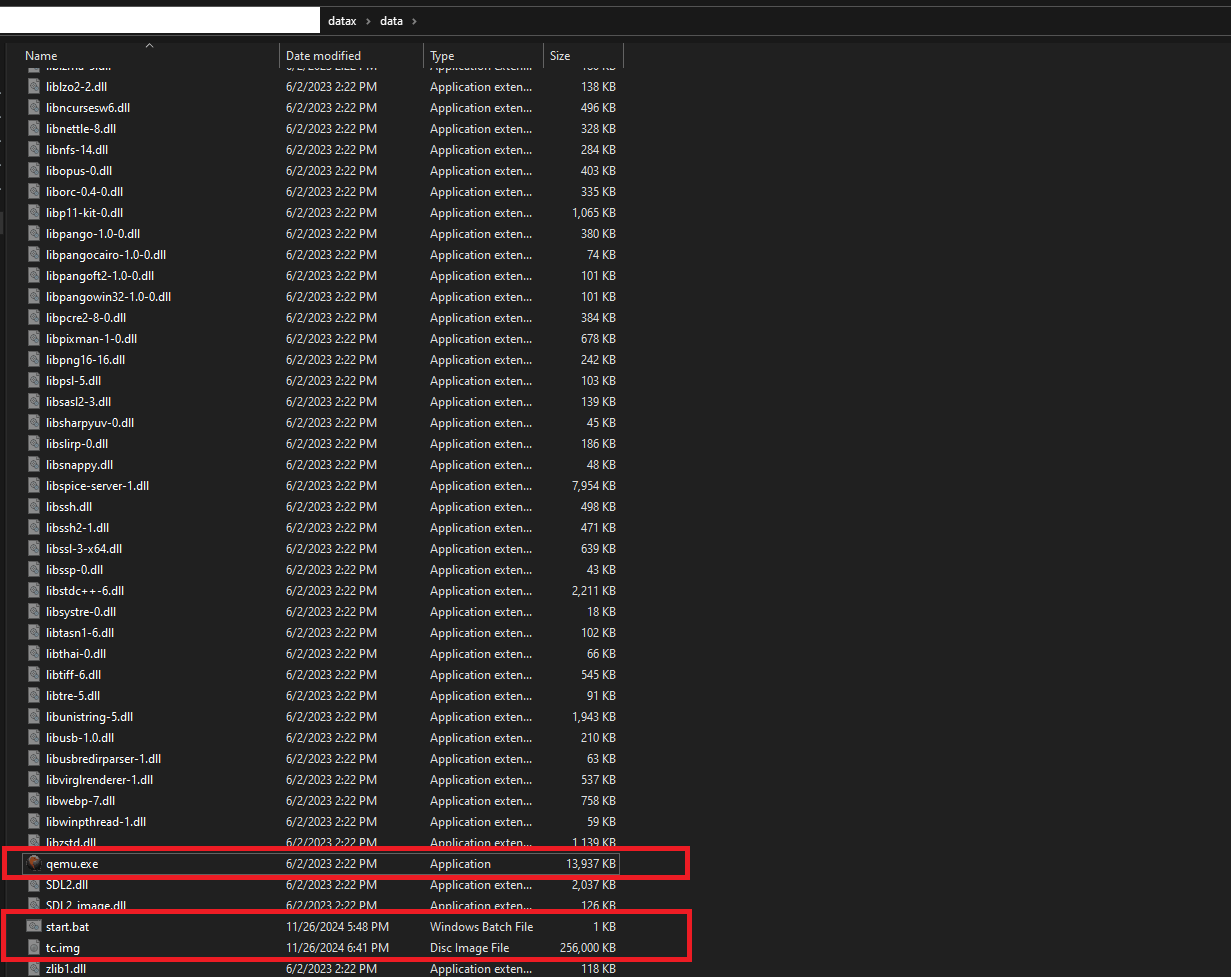 datax > data >
Name Date modified Type Size
liblzo2-2.dll 6/2/2023 2:22 PM Application exten... 138 KB
libncursesw6.dll 6/2/2023 2:22 PM Application exten... 496 KB
libnettle-8.dll 6/2/2023 2:22 PM Application exten... 328 KB
libnfs-14.dll 6/2/2023 2:22 PM Application exten... 284 KB
libopus-0.dll 6/2/2023 2:22 PM Application exten... 403 KB
liborc-0.4-0.dll 6/2/2023 2:22 PM Application exten... 335 KB
libp11-kit-0.dll 6/2/2023 2:22 PM Application exten... 1,065 KB
libpango-1.0-0.dll 6/2/2023 2:22 PM Application exten... 380 KB
libpangocairo-1.0-0.dll 6/2/2023 2:22 PM Application exten... 74 KB
libpangoft2-1.0-0.dll 6/2/2023 2:22 PM Application exten... 101 KB
libpangowin32-1.0-0.dll 6/2/2023 2:22 PM Application exten... 101 KB
libpcre2-8-0.dll 6/2/2023 2:22 PM Application exten... 384 KB
libpixman-1-0.dll 6/2/2023 2:22 PM Application exten... 678 KB
libpng16-16.dll 6/2/2023 2:22 PM Application exten... 242 KB
libpsl-5.dll 6/2/2023 2:22 PM Application exten... 103 KB
libsasl2-3.dll 6/2/2023 2:22 PM Application exten... 139 KB
libsharpyuv-0.dll 6/2/2023 2:22 PM Application exten... 45 KB
libslirp-0.dll 6/2/2023 2:22 PM Application exten... 186 KB
libsnappy.dll 6/2/2023 2:22 PM Application exten... 48 KB
libspice-server-1.dll 6/2/2023 2:22 PM Application exten... 7,954 KB
libssh.dll 6/2/2023 2:22 PM Application exten... 498 KB
libssh2-1.dll 6/2/2023 2:22 PM Application exten... 471 KB
libssl-3-x64.dll 6/2/2023 2:22 PM Application exten... 639 KB
libssp-0.dll 6/2/2023 2:22 PM Application exten... 43 KB
libstdc++-6.dll 6/2/2023 2:22 PM Application exten... 2,211 KB
libsystre-0.dll 6/2/2023 2:22 PM Application exten... 18 KB
libtasn1-6.dll 6/2/2023 2:22 PM Application exten... 102 KB
libthai-0.dll 6/2/2023 2:22 PM Application exten... 66 KB
libtiff-6.dll 6/2/2023 2:22 PM Application exten... 545 KB
libtre-5.dll 6/2/2023 2:22 PM Application exten... 91 KB
libunistring-5.dll 6/2/2023 2:22 PM Application exten... 1,943 KB
libusb-1.0.dll 6/2/2023 2:22 PM Application exten... 210 KB
libusbredirparser-1.dll 6/2/2023 2:22 PM Application exten... 63 KB
libvirglrenderer-1.dll 6/2/2023 2:22 PM Application exten... 537 KB
libwebp-7.dll 6/2/2023 2:22 PM Application exten... 758 KB
libwinpthread-1.dll 6/2/2023 2:22 PM Application exten... 59 KB
libzstd.dll 6/2/2023 2:22 PM Application exten... 1,139 KB
qemu.exe 6/2/2023 2:22 PM Application 13,937 KB
SDL2.dll 6/2/2023 2:22 PM Application exten... 2,037 KB
SDL2_image.dll 6/2/2023 2:22 PM Application exten... 126 KB
start.bat 11/26/2024 5:48 PM Windows Batch File 1 KB
tc.img 11/26/2024 6:41 PM Disc Image File 256,000 KB
zlib1.dll 6/2/2023 2:22 PM Application exten... 118 KB